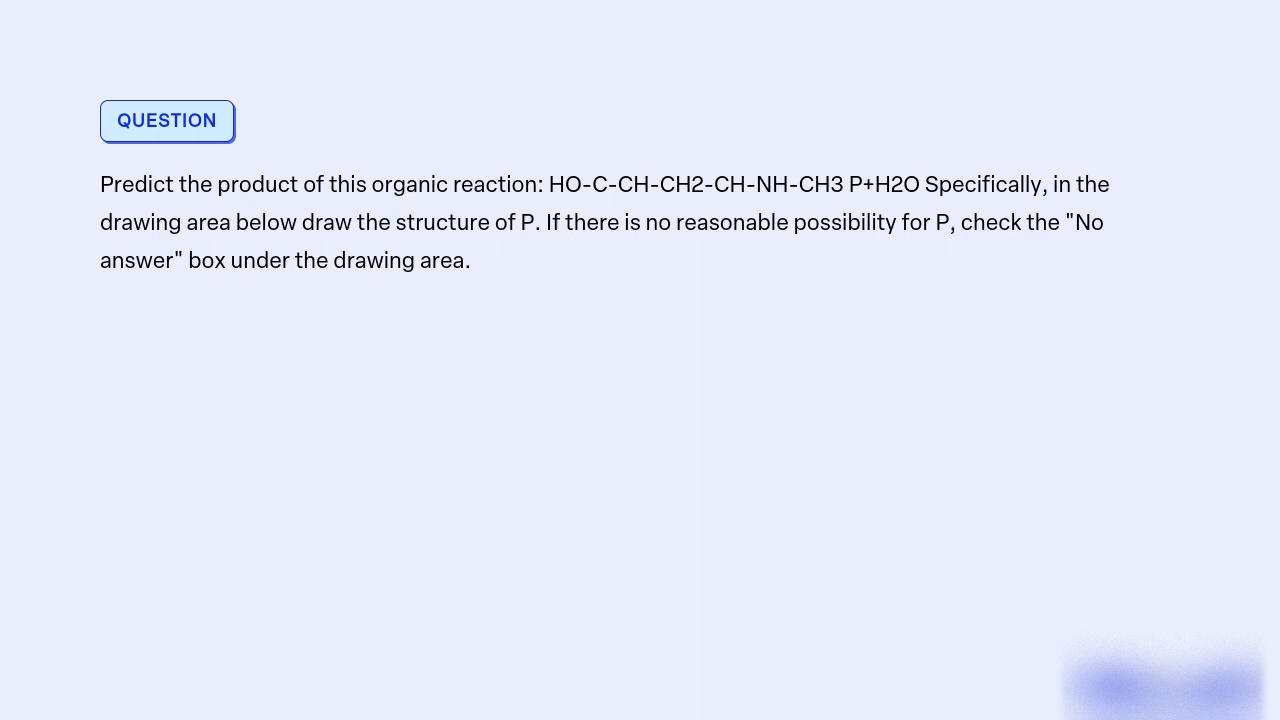 QUESTION
Predict the product of this organic reaction: HO-C-CH-CH2-CH-NH-CH3 P+H2O Specifically, in the
drawing area below draw the structure of P. If there is no reasonable possibility for P, check the "No
answer" box under the drawing area.